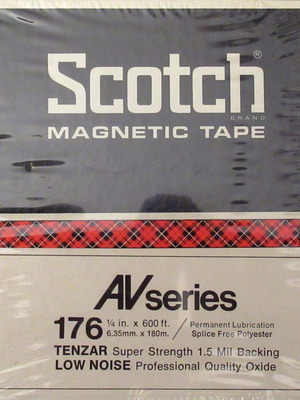 Scotch®
BRAND
MAGNETIC TAPE
AV series
176 ¼ in. x 600 ft. / Permanent Lubrication
6.35mm. x 180m. / Splice Free Polyester
TENZAR Super Strength 1.5 Mil Backing
LOW NOISE Professional Quality Oxide